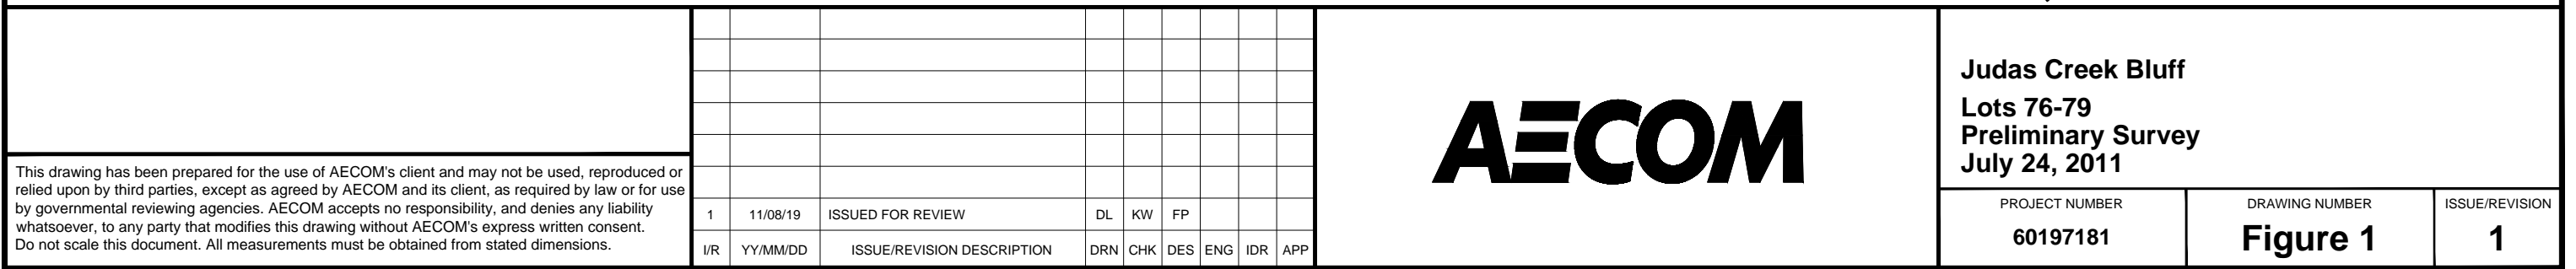 This drawing has been prepared for the use of AECOM's client and may not be used, reproduced or
relied upon by third parties, except as agreed by AECOM and its client, as required by law or for use
by governmental reviewing agencies. AECOM accepts no responsibility, and denies any liability
whatsoever, to any party that modifies this drawing without AECOM's express written consent.
Do not scale this document. All measurements must be obtained from stated dimensions.
1 11/08/19 ISSUED FOR REVIEW DL KW FP
I/R YY/MM/DD ISSUE/REVISION DESCRIPTION DRN CHK DES ENG IDR APP
AECOM
Judas Creek Bluff
Lots 76-79
Preliminary Survey
July 24, 2011
PROJECT NUMBER DRAWING NUMBER ISSUE/REVISION
60197181 Figure 1 1